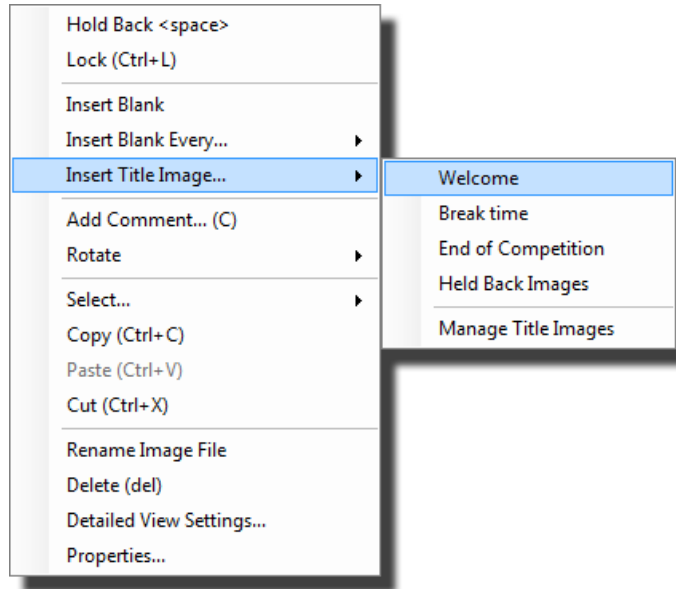 Hold Back <space>
Lock (Ctrl+L)
Insert Blank
Insert Blank Every...
Insert Title Image...
Add Comment... (C)
Rotate
Select...
Copy (Ctrl+C)
Paste (Ctrl+V)
Cut (Ctrl+X)
Rename Image File
Delete (del)
Detailed View Settings...
Properties...
Welcome
Break time
End of Competition
Held Back Images
Manage Title Images